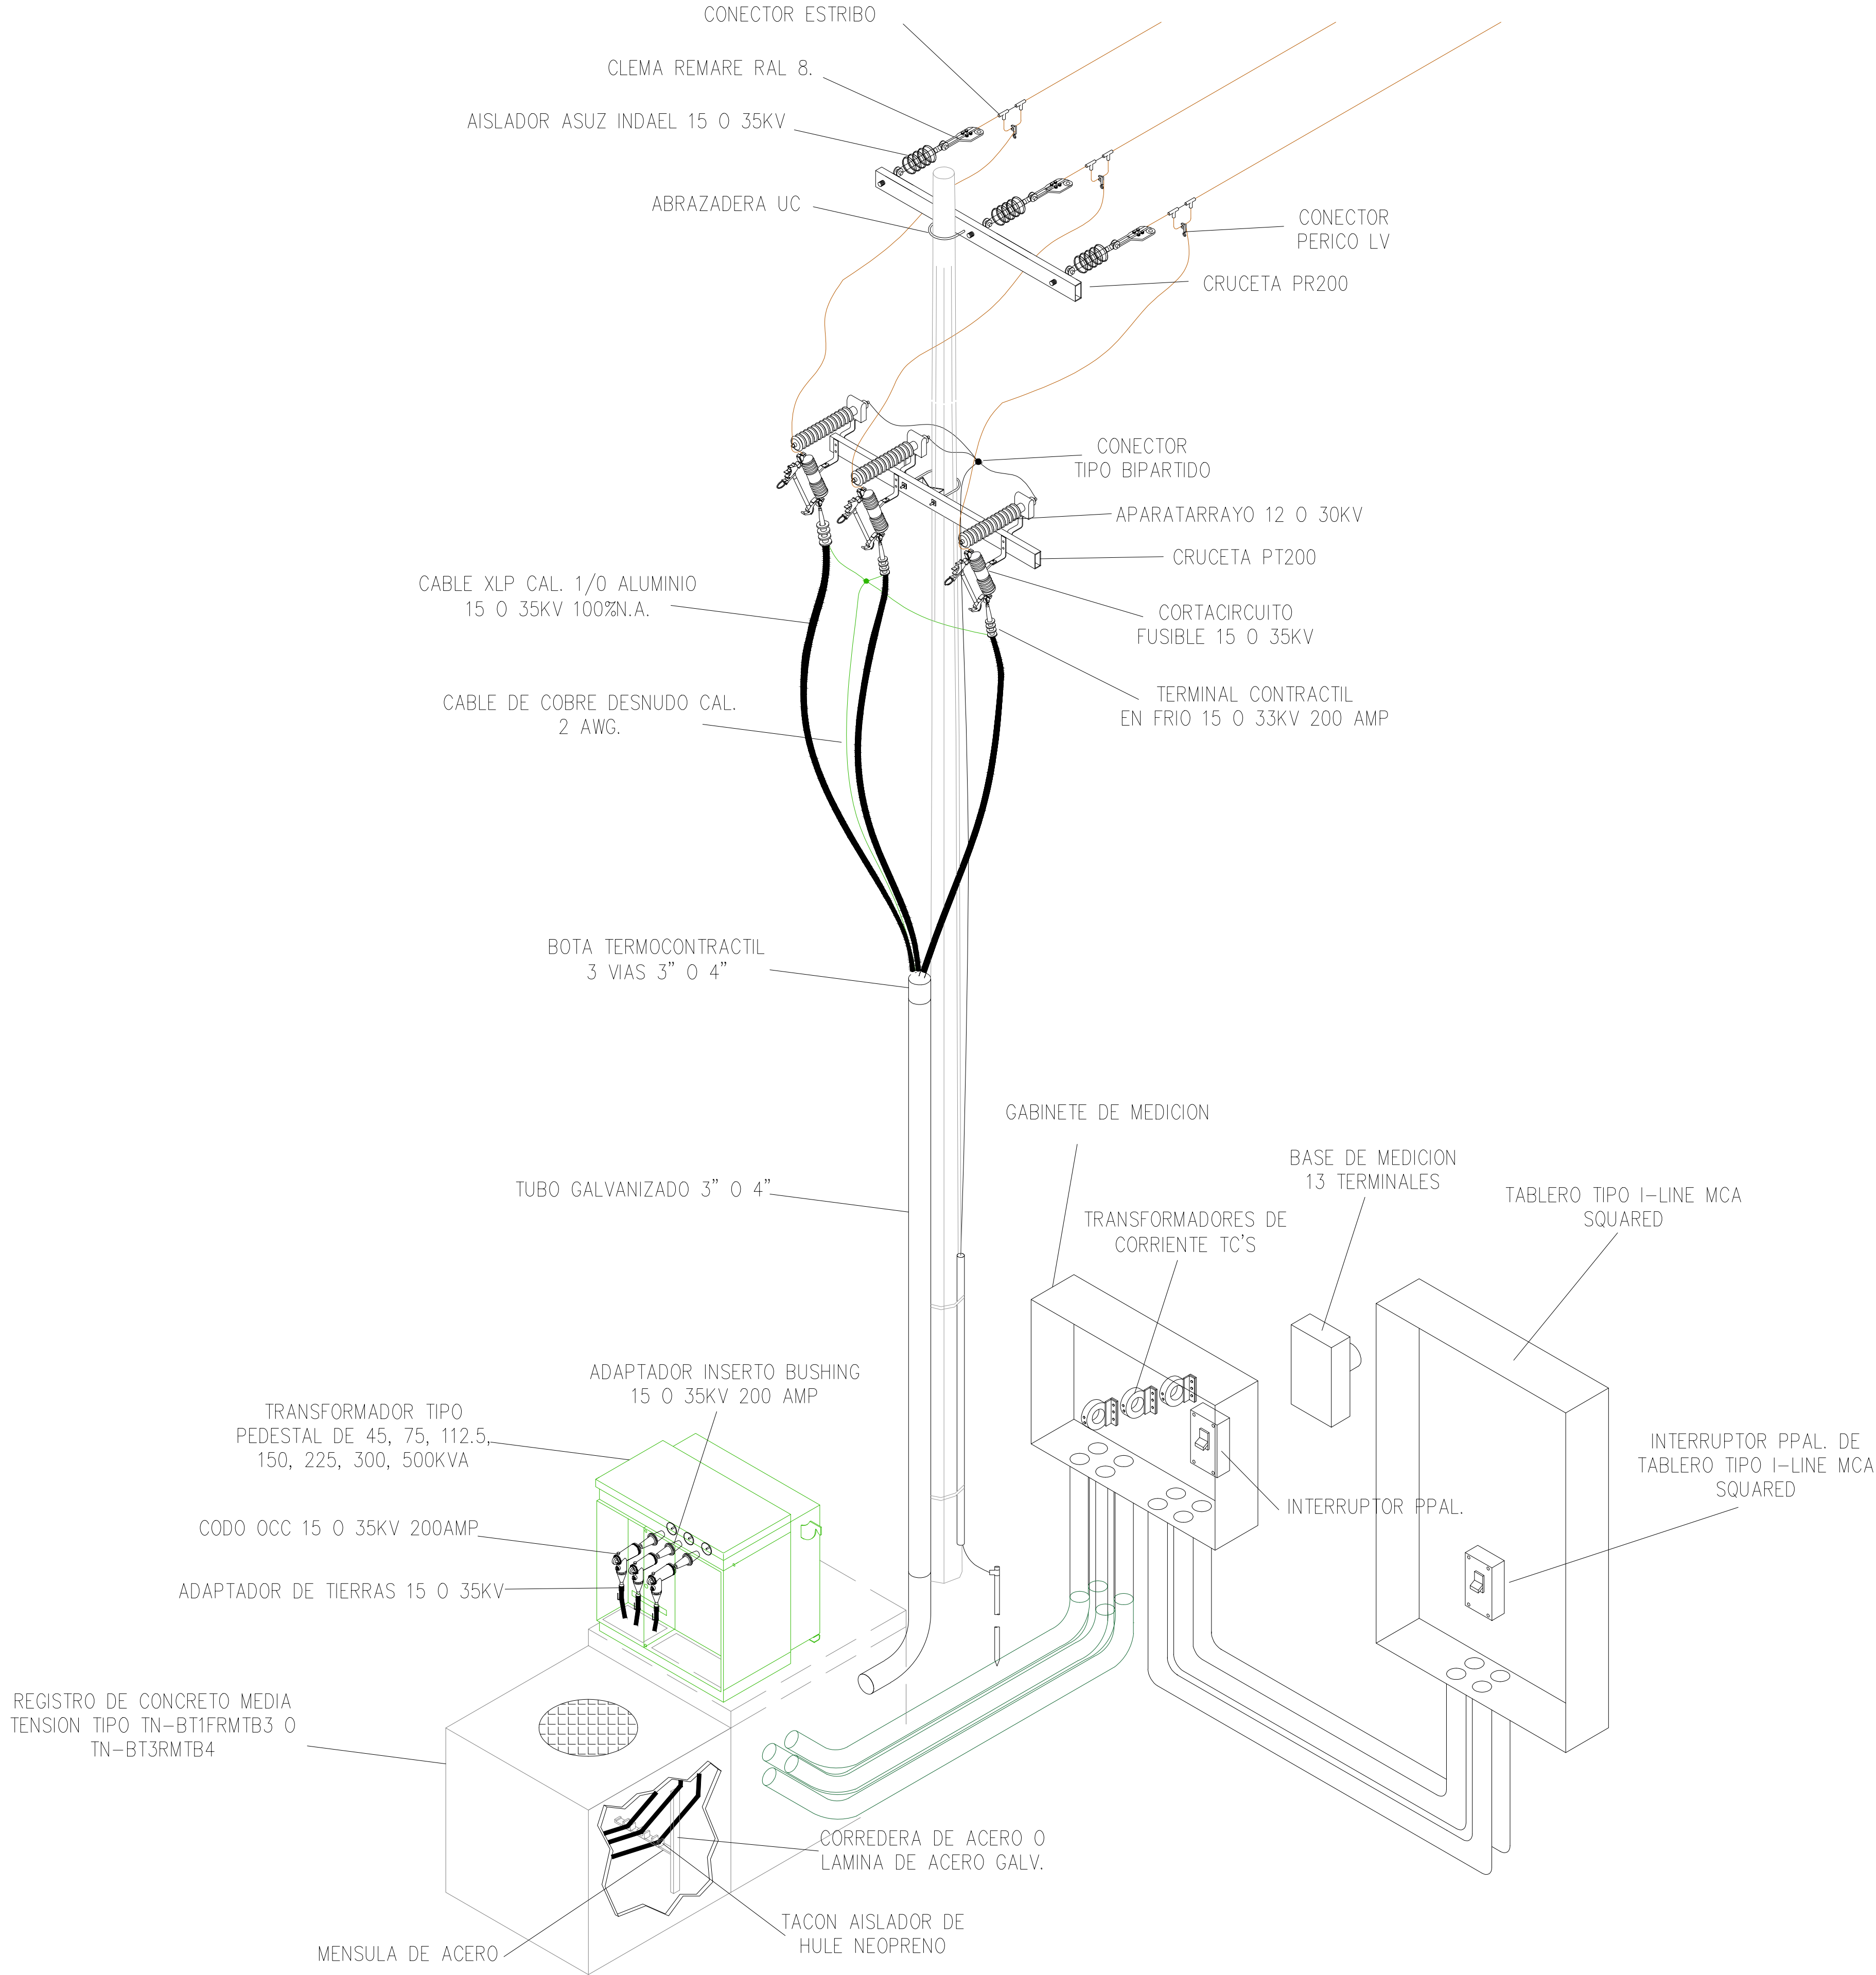 CONECTOR ESTRIBO
CLEMA REMARE RAL 8.
AISLADOR ASUZ INDAEL 15 O 35KV
ABRAZADERA UC
CONECTOR
PERICO LV
CRUCETA PR200
CONECTOR
TIPO BIPARTIDO
APARATARRAYO 12 O 30KV
CRUCETA PT200
CABLE XLP CAL. 1/0 ALUMINIO
15 O 35KV 100%N.A.
CORTACIRCUITO
FUSIBLE 15 O 35KV
CABLE DE COBRE DESNUDO CAL.
2 AWG.
TERMINAL CONTRACTIL
EN FRIO 15 O 33KV 200 AMP
BOTA TERMOCONTRACTIL
3 VIAS 3" O 4"
GABINETE DE MEDICION
BASE DE MEDICION
13 TERMINALES
TUBO GALVANIZADO 3" O 4"
TABLERO TIPO I-LINE MCA
SQUARED
TRANSFORMADORES DE
CORRIENTE TC'S
ADAPTADOR INSERTO BUSHING
15 O 35KV 200 AMP
TRANSFORMADOR TIPO
PEDESTAL DE 45, 75, 112.5,
150, 225, 300, 500KVA
INTERRUPTOR PPAL. DE
TABLERO TIPO I-LINE MCA
SQUARED
INTERRUPTOR PPAL.
CODO OCC 15 O 35KV 200AMP
ADAPTADOR DE TIERRAS 15 O 35KV
REGISTRO DE CONCRETO MEDIA
TENSION TIPO TN-BT1FRMTB3 O
TN-BT3RMTB4
CORREDERA DE ACERO O
LAMINA DE ACERO GALV.
TACON AISLADOR DE
HULE NEOPRENO
MENSULA DE ACERO